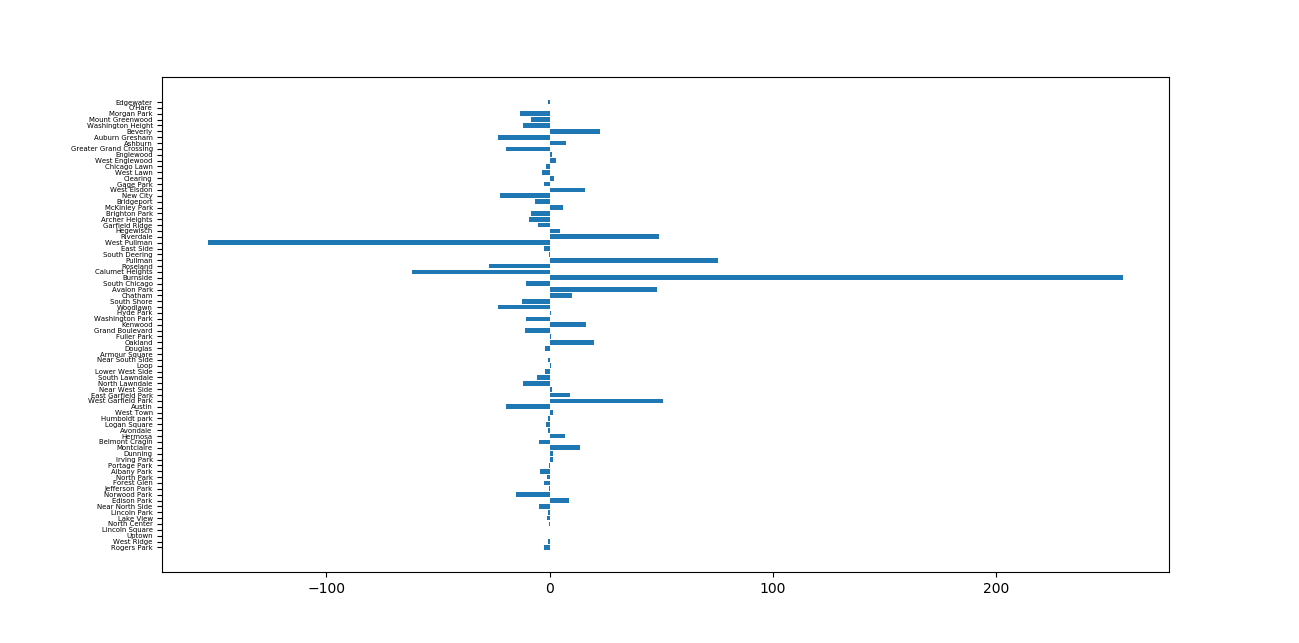 Edgewater
O'Hare
Morgan Park
Mount Greenwood
Washington Height
Beverly
Auburn Gresham
Ashburn
Greater Grand Crossing
Englewood
West Englewood
Chicago Lawn
West Lawn
Clearing
Gage Park
West Elsdon
New City
Bridgeport
McKinley Park
Brighton Park
Archer Heights
Garfield Ridge
Hegewisch
Riverdale
West Pullman
East Side
South Deering
Pullman
Roseland
Calumet Heights
Burnside
South Chicago
Avalon Park
Chatham
South Shore
Woodlawn
Hyde Park
Washington Park
Kenwood
Grand Boulevard
Fuller Park
Oakland
Douglas
Armour Square
Near South Side
Loop
Lower West Side
South Lawndale
North Lawndale
Near West Side
East Garfield Park
West Garfield Park
Austin
West Town
Humboldt park
Logan Square
Avondale
Hermosa
Belmont Cragin
Montclaire
Dunning
Irving Park
Portage Park
Albany Park
North Park
Forest Glen
Jefferson Park
Norwood Park
Edison Park
Near North Side
Lincoln Park
Lake View
North Center
Lincoln Square
Uptown
West Ridge
Rogers Park
−100 0 100 200